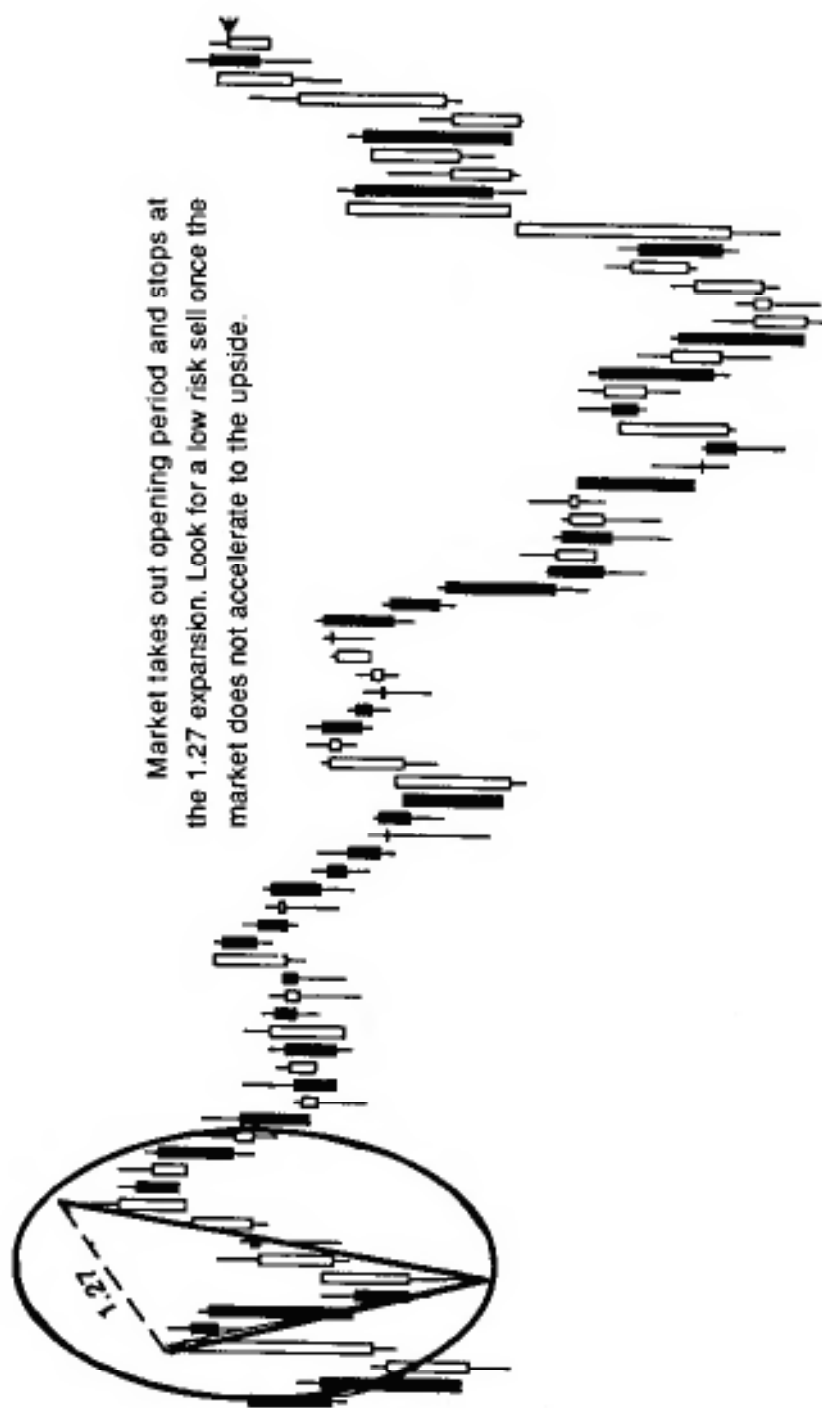 Market takes out opening period and stops at
the 1.27 expansion. Look for a low risk sell once the
market does not accelerate to the upside.
1.27